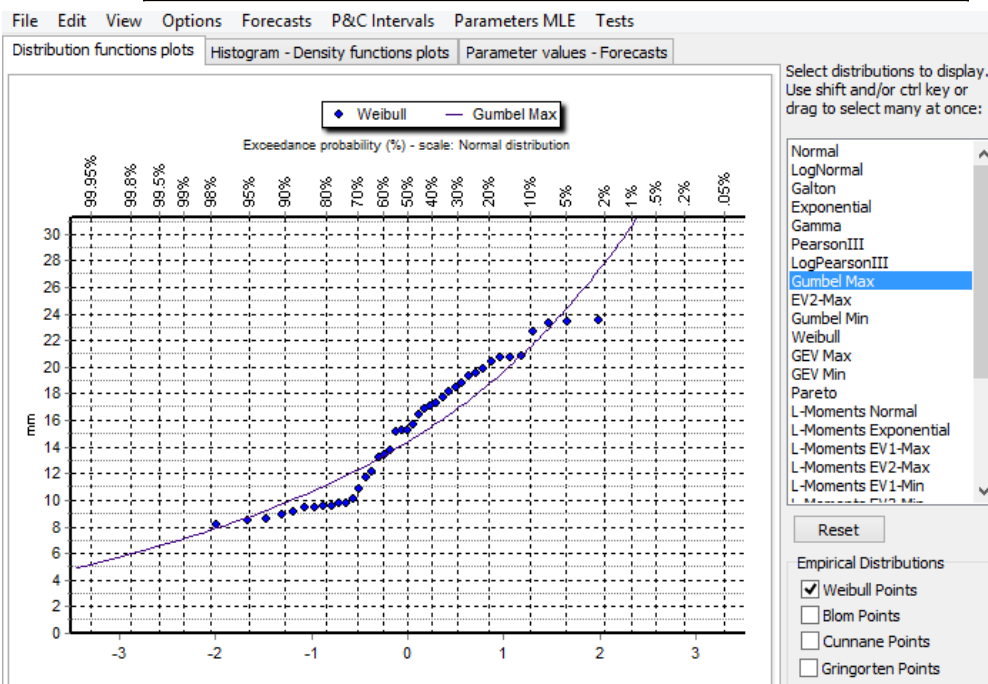 File Edit View Options Forecasts P&C Intervals Parameters MLE Tests
Distribution functions plots Histogram - Density functions plots Parameter values - Forecasts
Weibull Gumbel Max
Exceedance probability (%) - scale: Normal distribution
99.95% 99.8% 99.5% 99% 98% 95% 90% 80% 70% 60% 50% 40% 30% 20% 10% 5% 2% 1% .5% .2% .05%
30
28
26
24
22
20
18
16
14
12
10
8
6
4
2
0
mm
-3 -2 -1 0 1 2 3
Select distributions to display.
Use shift and/or ctrl key or
drag to select many at once:
Normal
LogNormal
Galton
Exponential
Gamma
PearsonIII
LogPearsonIII
Gumbel Max
EV2-Max
Gumbel Min
Weibull
GEV Max
GEV Min
Pareto
L-Moments Normal
L-Moments Exponential
L-Moments EV1-Max
L-Moments EV2-Max
L-Moments EV1-Min
L-Moments EV2-Min
Reset
Empirical Distributions
Weibull Points
Blom Points
Cunnane Points
Gringorten Points